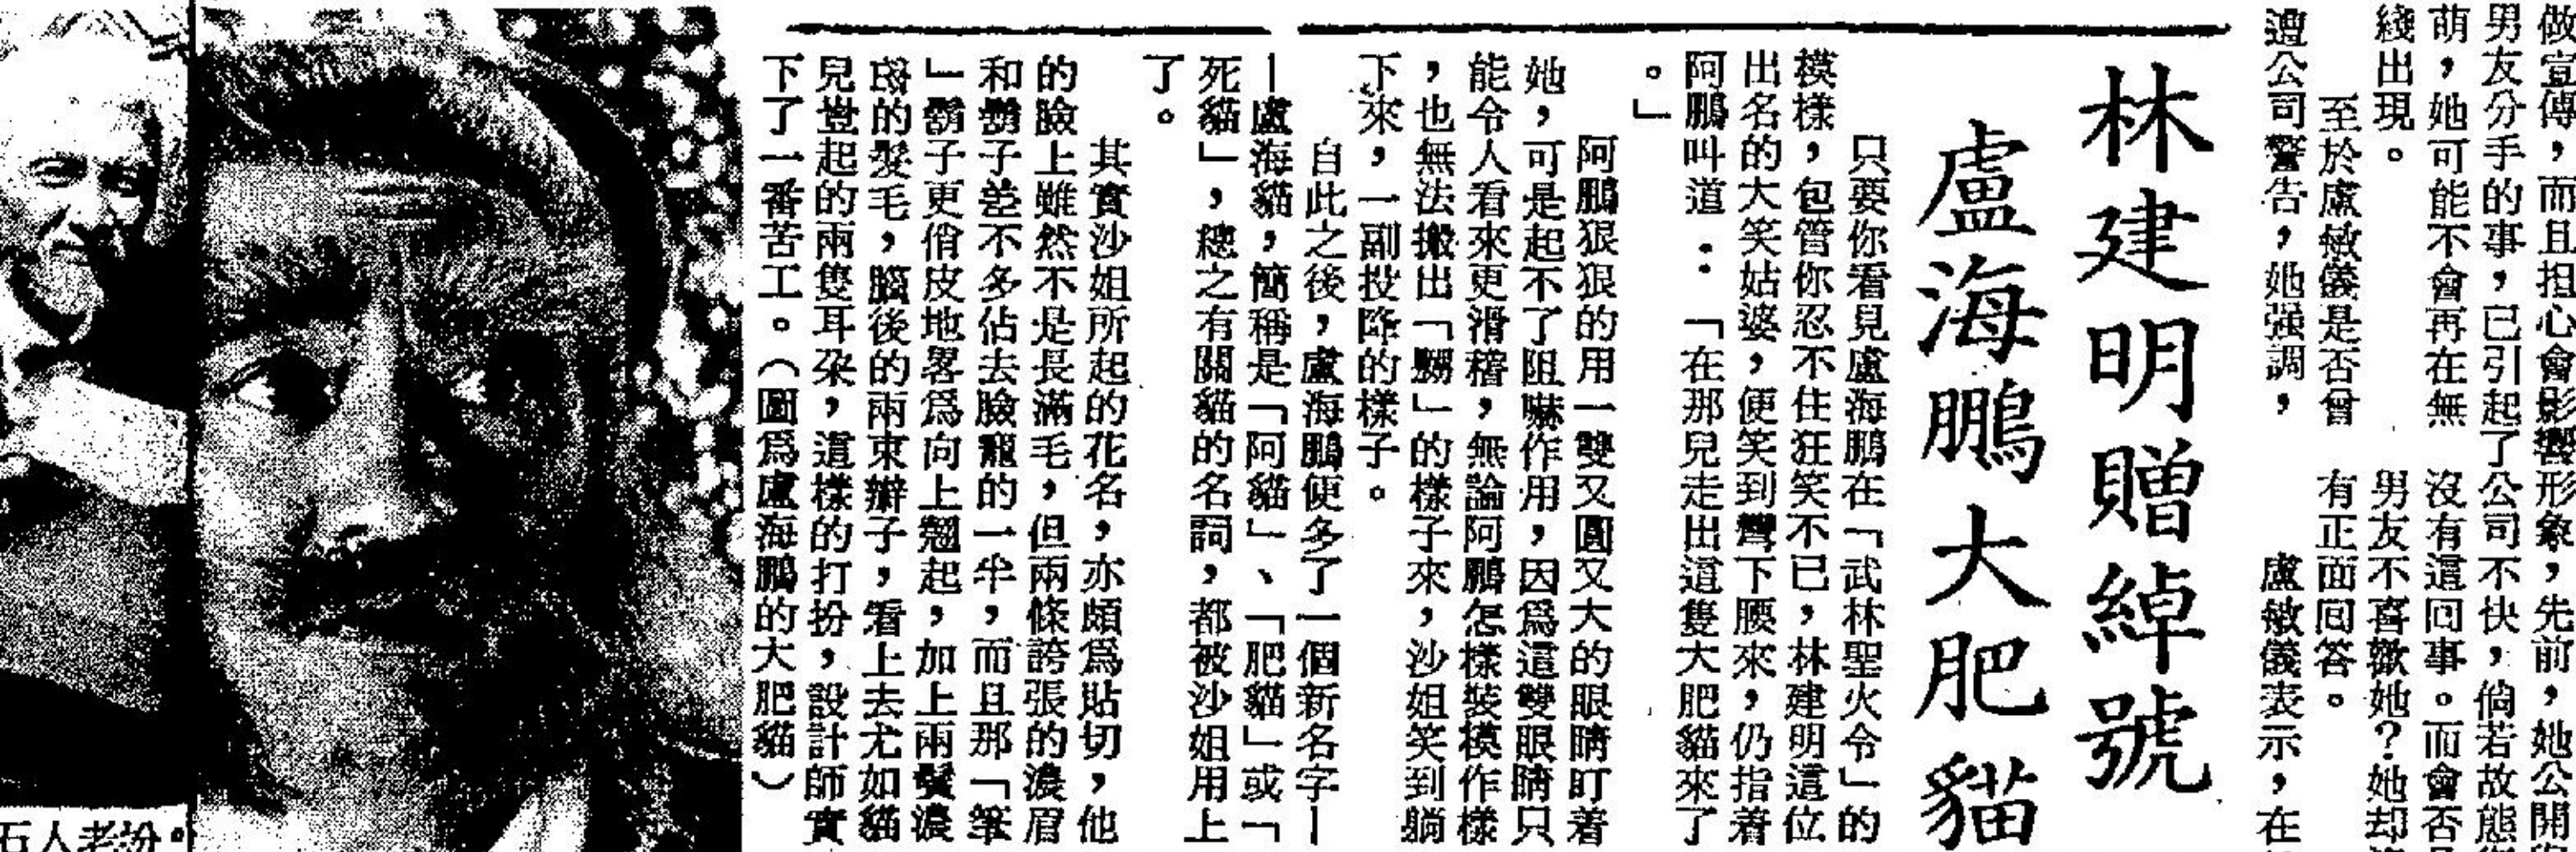 做宣傳，而且担心會影響形象，先前，她公開
男友分手的事，已引起了公司不快，倘若故態
萌，她可能不會再在無
綫出現。
至於盧敏儀是否曾
遭公司警告，她强調，
沒有這回事。而會否
男友不喜歡她？她却
有正面回答。
盧敏儀表示，在
林建明贈綽號
盧海鵬大肥貓
只要你看見盧海鵬在「武林聖火令」的
模樣，包管你忍不住狂笑不已，林建明這位
出名的大笑姑婆，便笑到彎下腰來，仍指着
阿鵬叫道：「在那兒走出這隻大肥貓來了
。」
阿鵬狠狠的用一雙又圓又大的眼睛盯着
她，可是起不了阻嚇作用，因爲這雙眼睛只
能令人看來更滑稽，無論阿鵬怎樣裝模作樣
，也無法搬出「嬲」的樣子來，沙姐笑到躺
下來，一副投降的樣子。
自此之後，盧海鵬便多了一個新名字—
—盧海貓，簡稱是「阿貓」、「肥貓」或「
死貓」，總之有關貓的名詞，都被沙姐用上
了。
其實沙姐所起的花名，亦頗爲貼切，他
的臉上雖然不是長滿毛，但兩條誇張的濃眉
和鬍子差不多佔去臉龐的一半，而且那「筆
」鬍子更俏皮地畧爲向上翹起，加上兩鬢濃
的髮毛，腦後的兩束辮子，看上去尤如貓
兒豎起的兩隻耳朶，這樣的打扮，設計師實
下了一番苦工。（圖爲盧海鵬的大肥貓）
石人老扮。